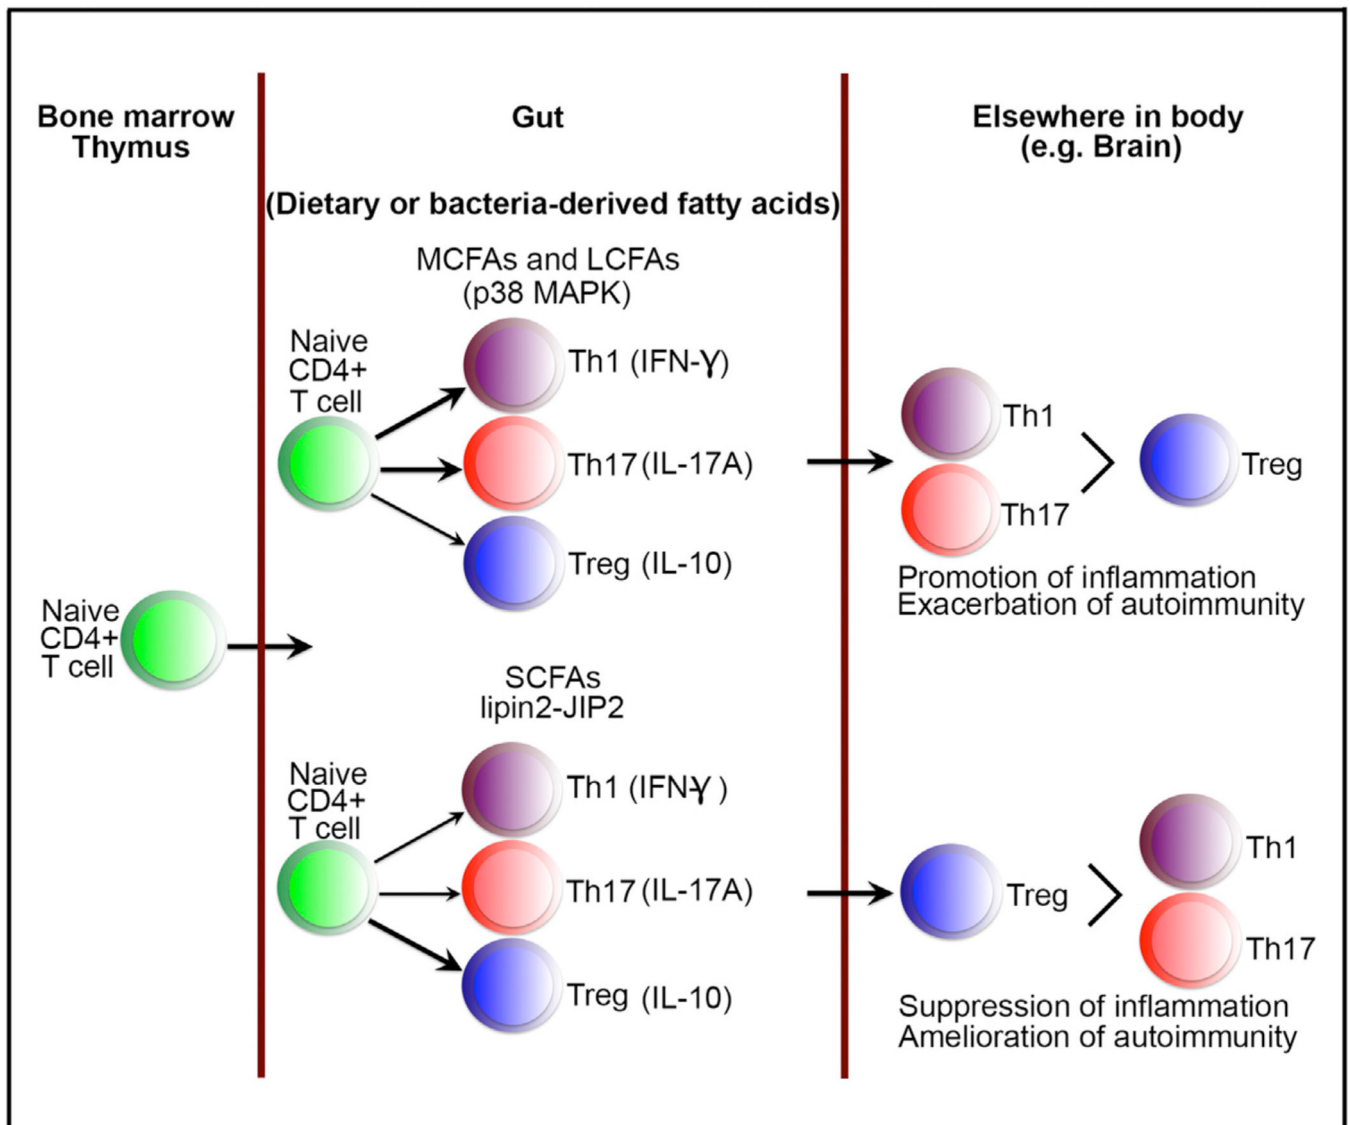 Bone marrow
Thymus
Gut
Elsewhere in body
(e.g. Brain)
(Dietary or bacteria-derived fatty acids)
MCFAs and LCFAs
(p38 MAPK)
Naive
CD4+
T cell
Th1 (IFN-γ)
Th17 (IL-17A)
Treg (IL-10)
Th1
Th17
>
Treg
Promotion of inflammation
Exacerbation of autoimmunity
Naive
CD4+
T cell
SCFAs
lipin2-JIP2
Naive
CD4+
T cell
Th1 (IFN-γ )
Th17 (IL-17A)
Treg (IL-10)
Treg
>
Th1
Th17
Suppression of inflammation
Amelioration of autoimmunity